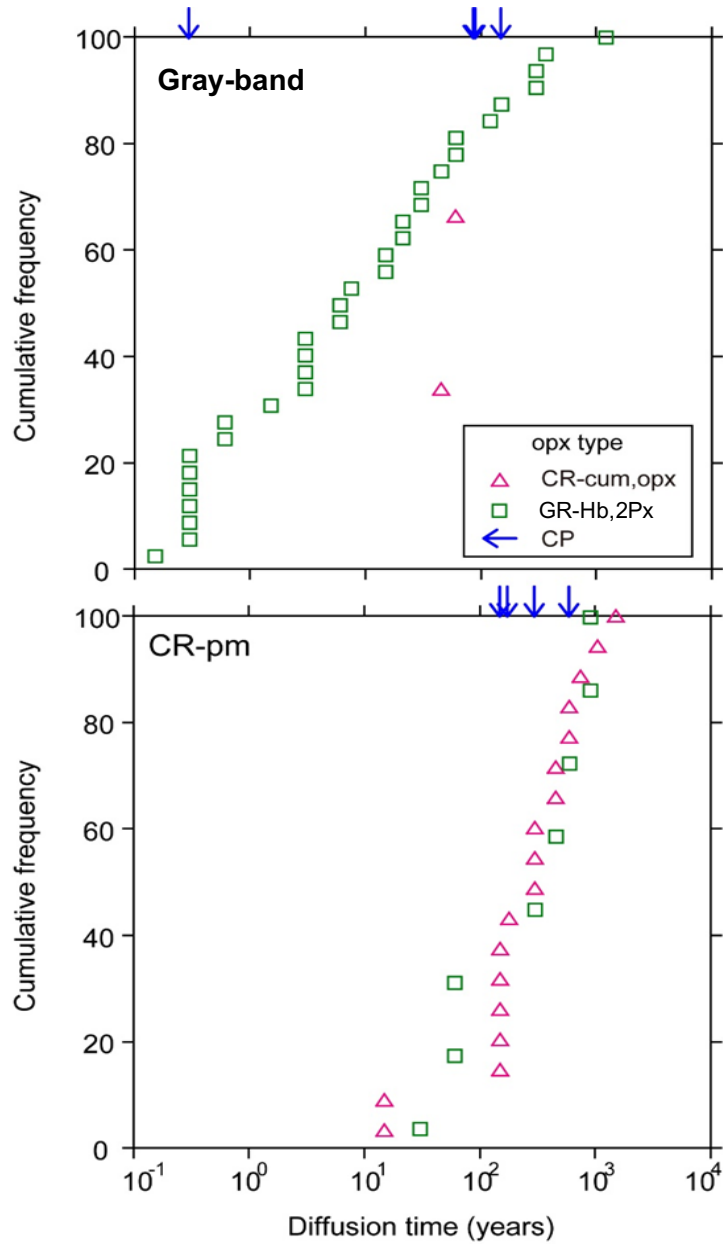 100
Gray-band
80
60
40
20
0
Cumulative frequency
opx type
CR-cum,opx
GR-Hb,2Px
CP
100
CR-pm
80
60
40
20
0
Cumulative frequency
10-1 100 101 102 103 104
Diffusion time (years)